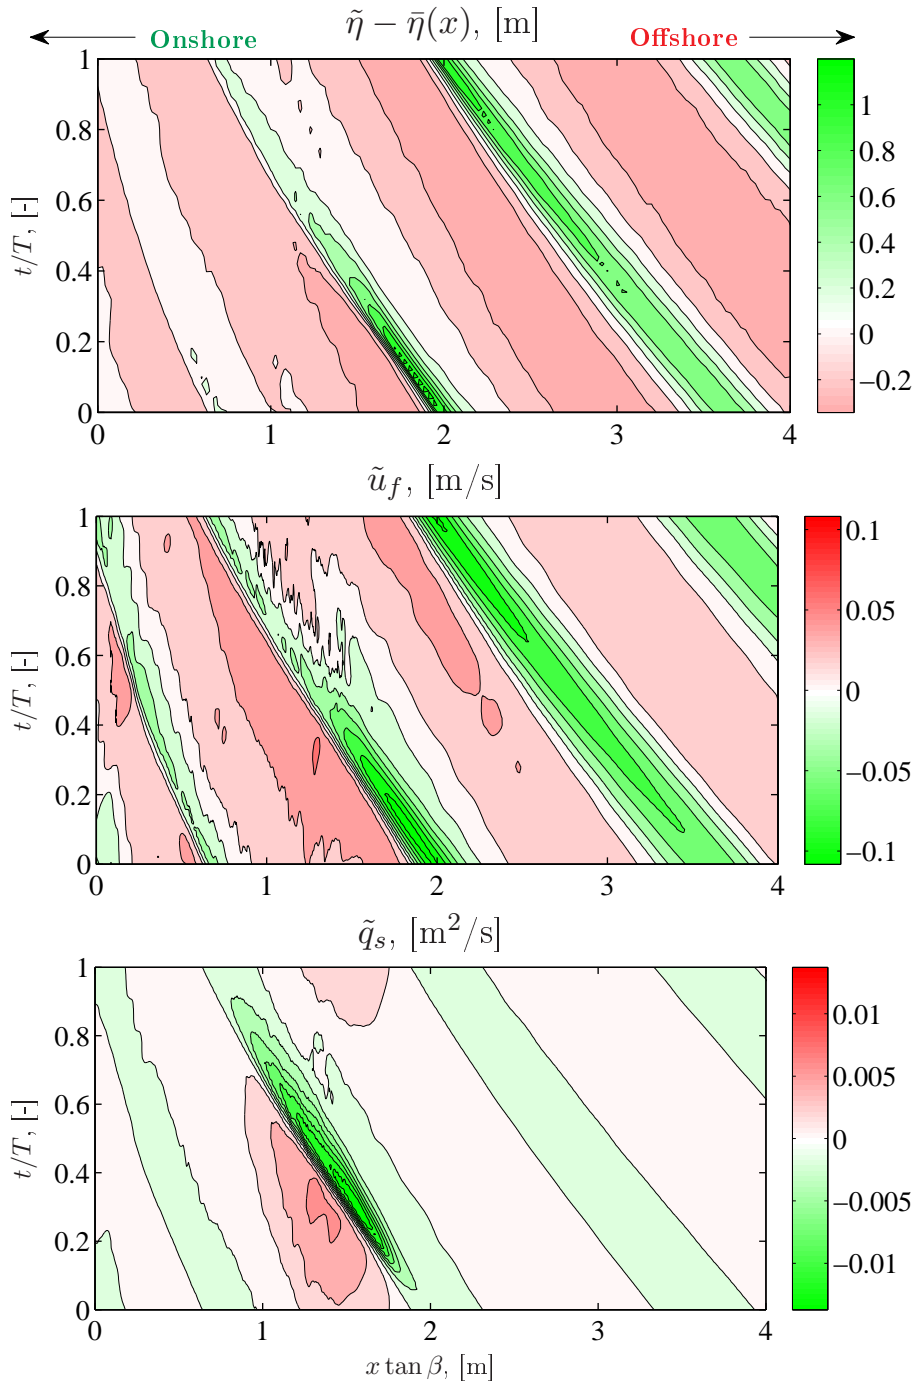 η̃ − η̄(x), [m]
Onshore
Offshore
1
0.8
0.6
0.4
0.2
0
t/T, [-]
0 1 2 3 4
1
0.8
0.6
0.4
0.2
0
−0.2
ũ_f, [m/s]
1
0.8
0.6
0.4
0.2
0
t/T, [-]
0 1 2 3 4
0.1
0.05
0
−0.05
−0.1
q̃_s, [m²/s]
1
0.8
0.6
0.4
0.2
0
t/T, [-]
0 1 2 3 4
x tan β, [m]
0.01
0.005
0
−0.005
−0.01